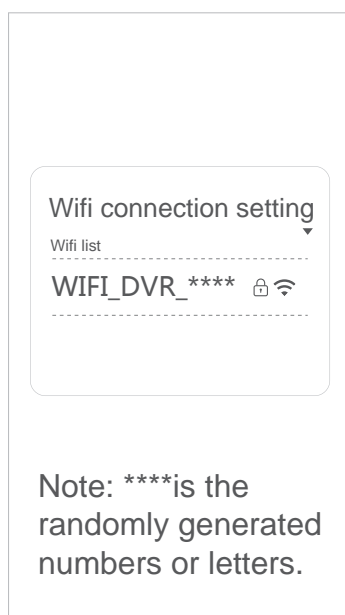 Wifi connection setting
Wifi list
WIFI_DVR_****
Note: ****is the
randomly generated
numbers or letters.